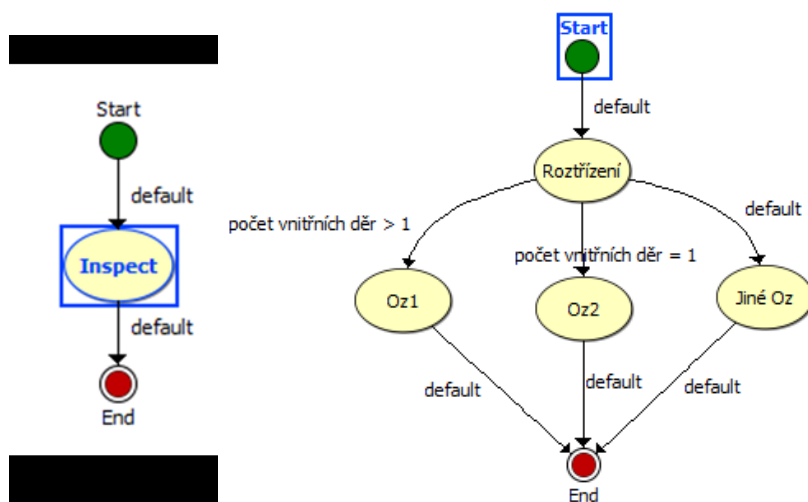 Start
default
Inspect
default
End
Start
default
Roztřízení
počet vnitřních děr > 1
počet vnitřních děr = 1
default
Oz1
Oz2
Jiné Oz
default
default
default
End